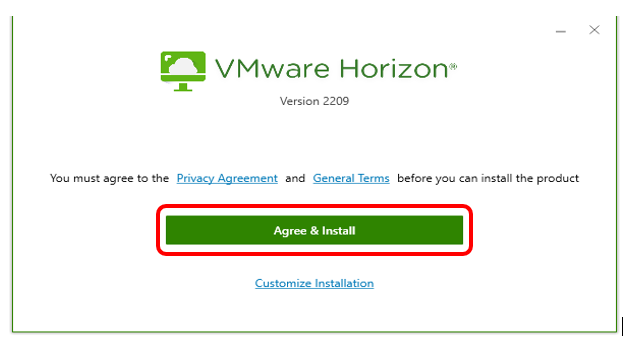 VMware Horizon®
Version 2209
You must agree to the Privacy Agreement and General Terms before you can install the product
Agree & Install
Customize Installation